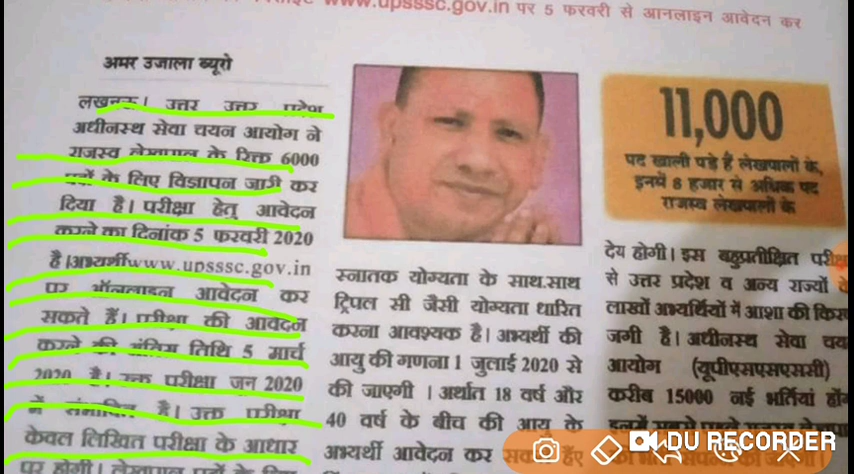 www.upsssc.gov.in पर 5 फरवरी से आनलाइन आवेदन कर
अमर उजाला ब्यूरो
लखनऊ। उत्तर उत्तर प्रदेश
अधीनस्थ सेवा चयन आयोग ने
राजस्व लेखपाल के रिक्त 6000
पदों के लिए विज्ञापन जारी कर
दिया है। परीक्षा हेतू आवेदन
करने का दिनांक 5 फरवरी 2020
है।अभ्यर्थीwww.upsssc.gov.in
पर ऑनलाइन आवेदन कर
सकते हैं। परीक्षा की आवदन
करने की अंतिम तिथि 5 मार्च
2020 है। उक्त परीक्षा जून 2020
में संभावित है। उक्त परीक्षा
केवल लिखित परीक्षा के आधार
पर होगी। लेखपाल पदों के लिए
स्नातक योग्यता के साथ.साथ
ट्रिपल सी जैसी योग्यता धारित
करना आवश्यक है। अभ्यर्थी की
आयु की गणना 1 जुलाई 2020 से
की जाएगी । अर्थात 18 वर्ष और
40 वर्ष के बीच की आयु के
अभ्यर्थी आवेदन कर
11,000
पद खाली पड़े हैं लेखपालों के,
इनमें 8 हजार से अधिक पद
राजस्व लेखपालों के
देय होगी। इस बहुप्रतीक्षित
से उत्तर प्रदेश व अन्य राज्यों
लाखों अभ्यर्थियों में आशा की
जगी है। अधीनस्थ सेवा
आयोग (यूपीएसएसएससी)
करीब 15000 नई भर्तियां
DU RECORDER